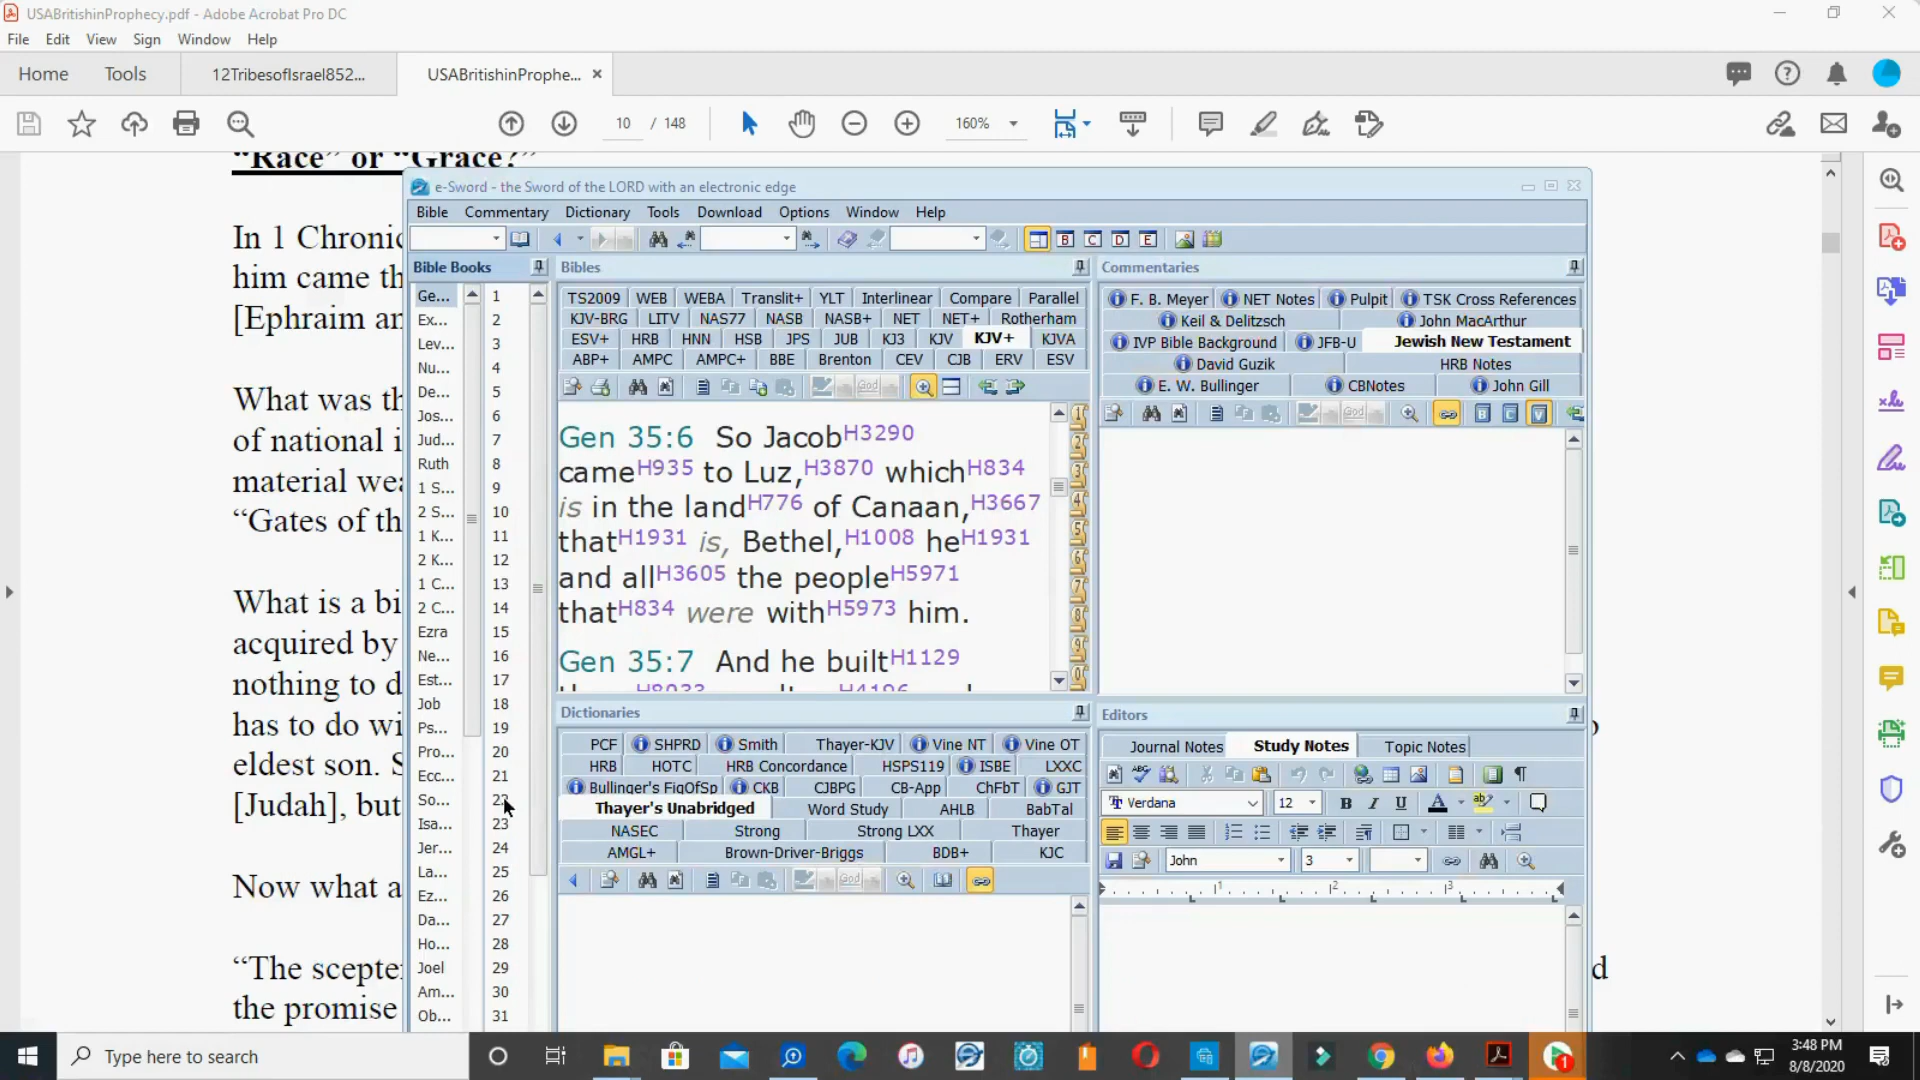 USABritishinProphecy.pdf - Adobe Acrobat Pro DC
File Edit View Sign Window Help
Home Tools 12TribesofIsrael852... USABritishinProphe... ×
10 / 148 160%
“Race” or “Grace?”
In 1 Chronic
him came th
[Ephraim an
What was th
of national i
material wea
“Gates of th
What is a bi
acquired by
nothing to d
has to do wi
eldest son. S
[Judah], but
Now what a
“The scepter
the promise
d
e-Sword - the Sword of the LORD with an electronic edge
Bible Commentary Dictionary Tools Download Options Window Help
B C D E
Bible Books
Ge... 1
Ex... 2
Lev... 3
Nu... 4
De... 5
Jos... 6
Jud... 7
Ruth 8
1 S... 9
2 S... 10
1 K... 11
2 K... 12
1 C... 13
2 C... 14
Ezra 15
Ne... 16
Est... 17
Job 18
Ps... 19
Pro... 20
Ecc... 21
So... 22
Isa... 23
Jer... 24
La... 25
Ez... 26
Da... 27
Ho... 28
Joel 29
Am... 30
Ob... 31
Bibles
TS2009 WEB WEBA Translit+ YLT Interlinear Compare Parallel
KJV-BRG LITV NAS77 NASB NASB+ NET NET+ Rotherham
ESV+ HRB HNN HSB JPS JUB KJ3 KJV KJV+ KJVA
ABP+ AMPC AMPC+ BBE Brenton CEV CJB ERV ESV
God
Gen 35:6 So JacobH3290
cameH935 to Luz,H3870 whichH834
is in the landH776 of Canaan,H3667
thatH1931 is, Bethel,H1008 heH1931
and allH3605 the peopleH5971
thatH834 were withH5973 him.
Gen 35:7 And he builtH1129
Commentaries
F. B. Meyer NET Notes Pulpit TSK Cross References
Keil & Delitzsch John MacArthur
IVP Bible Background JFB-U Jewish New Testament
David Guzik HRB Notes
E. W. Bullinger CBNotes John Gill
God
Dictionaries
PCF SHPRD Smith Thayer-KJV Vine NT Vine OT
HRB HOTC HRB Concordance HSPS119 ISBE LXXC
Bullinger's FigOfSp CKB CJBPG CB-App ChFbT GJT
Thayer's Unabridged Word Study AHLB BabTal
NASEC Strong Strong LXX Thayer
AMGL+ Brown-Driver-Briggs BDB+ KJC
God
Editors
Journal Notes Study Notes Topic Notes
Verdana 12 B I U A ab
John 3
1 2 3
Type here to search
3:48 PM
8/8/2020
1